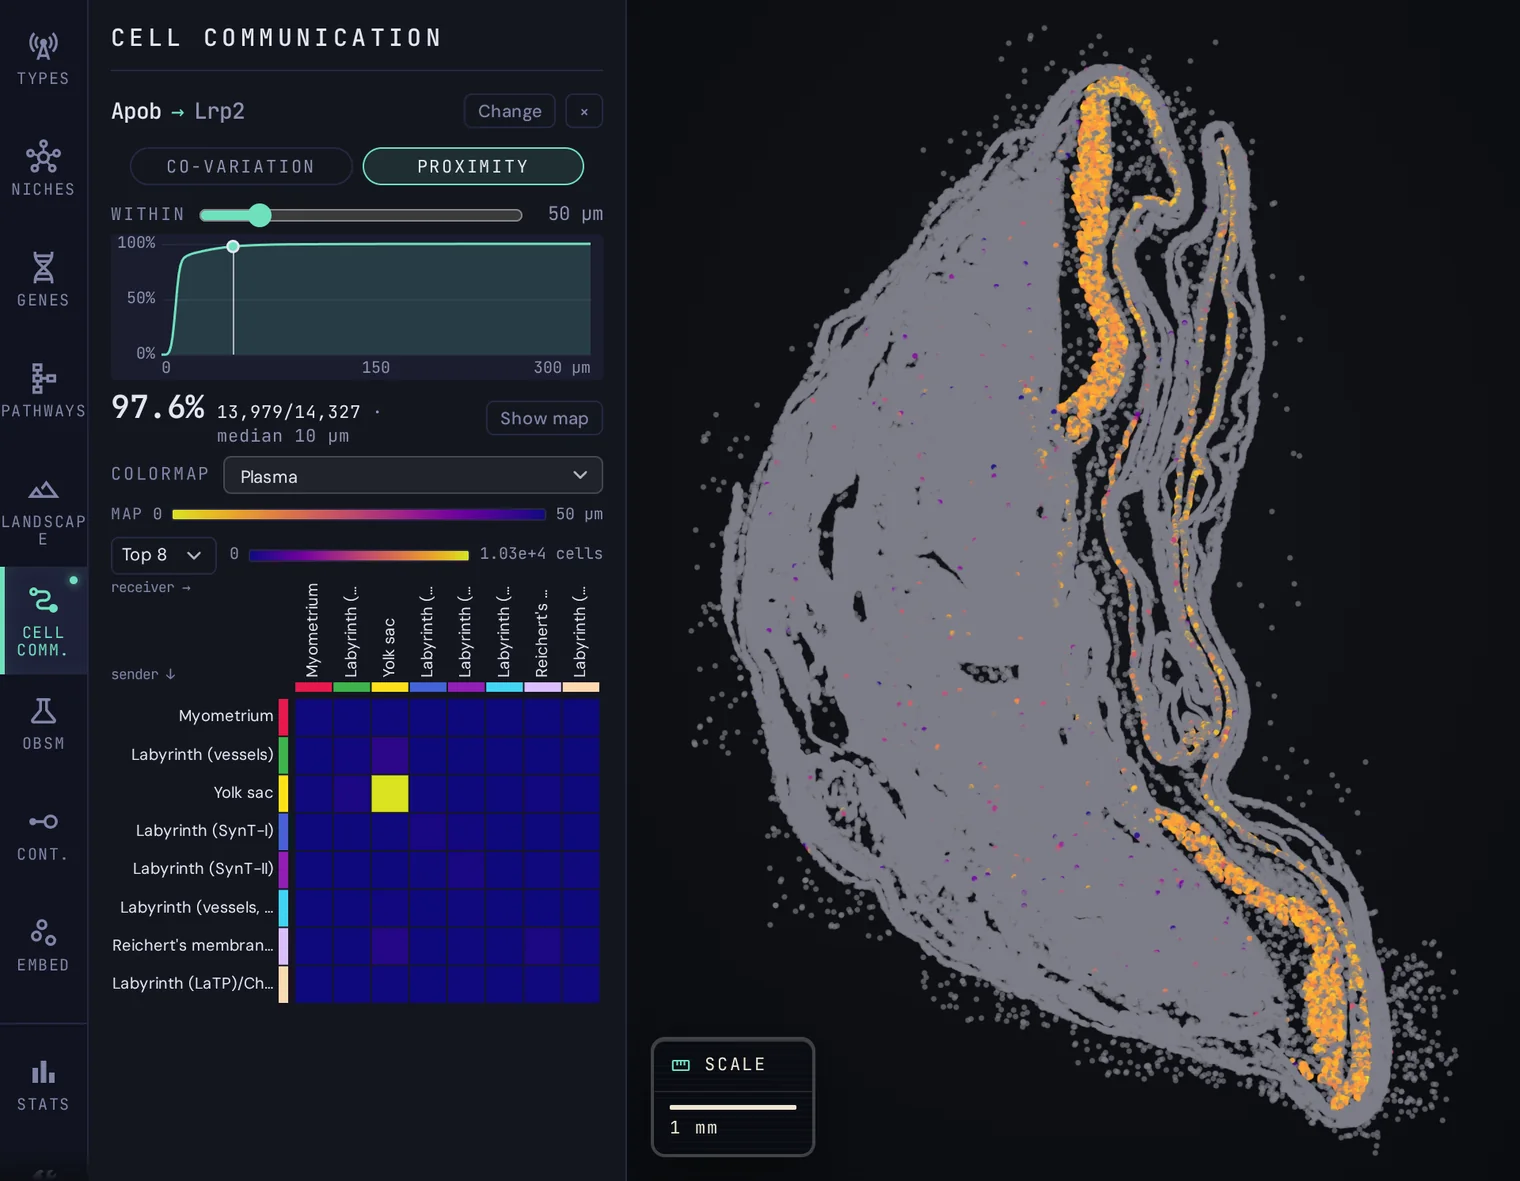 TYPES
NICHES
GENES
PATHWAYS
LANDSCAP
E
CELL
COMM.
OBSM
CONT.
EMBED
STATS
CELL COMMUNICATION
Apob → Lrp2
Change
×
CO-VARIATION
PROXIMITY
WITHIN
50 µm
100%
50%
0%
0
150
300 µm
97.6%
13,979/14,327 ·
median 10 µm
Show map
COLORMAP
Plasma
MAP 0
50 µm
Top 8
0
1.03e+4 cells
receiver →
sender ↓
Myometrium
Labyrinth (...
Yolk sac
Labyrinth (...
Labyrinth (...
Labyrinth (...
Reichert's ...
Labyrinth (...
Myometrium
Labyrinth (vessels)
Yolk sac
Labyrinth (SynT-I)
Labyrinth (SynT-II)
Labyrinth (vessels, ...
Reichert's membran...
Labyrinth (LaTP)/Ch...
SCALE
1 mm